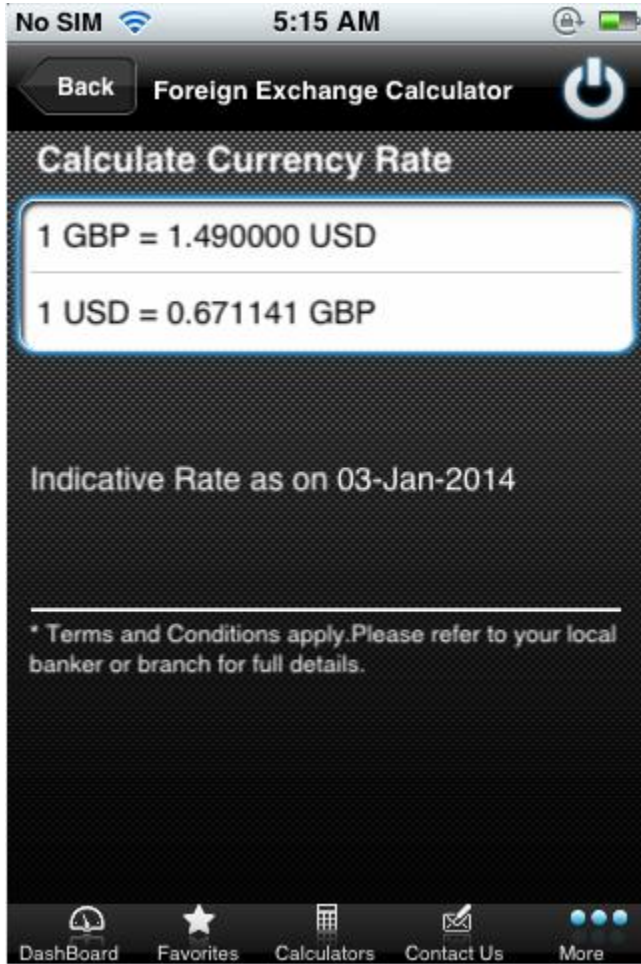 No SIM 5:15 AM
Back Foreign Exchange Calculator
Calculate Currency Rate
1 GBP = 1.490000 USD
1 USD = 0.671141 GBP
Indicative Rate as on 03-Jan-2014
* Terms and Conditions apply.Please refer to your local
banker or branch for full details.
DashBoard Favorites Calculators Contact Us More